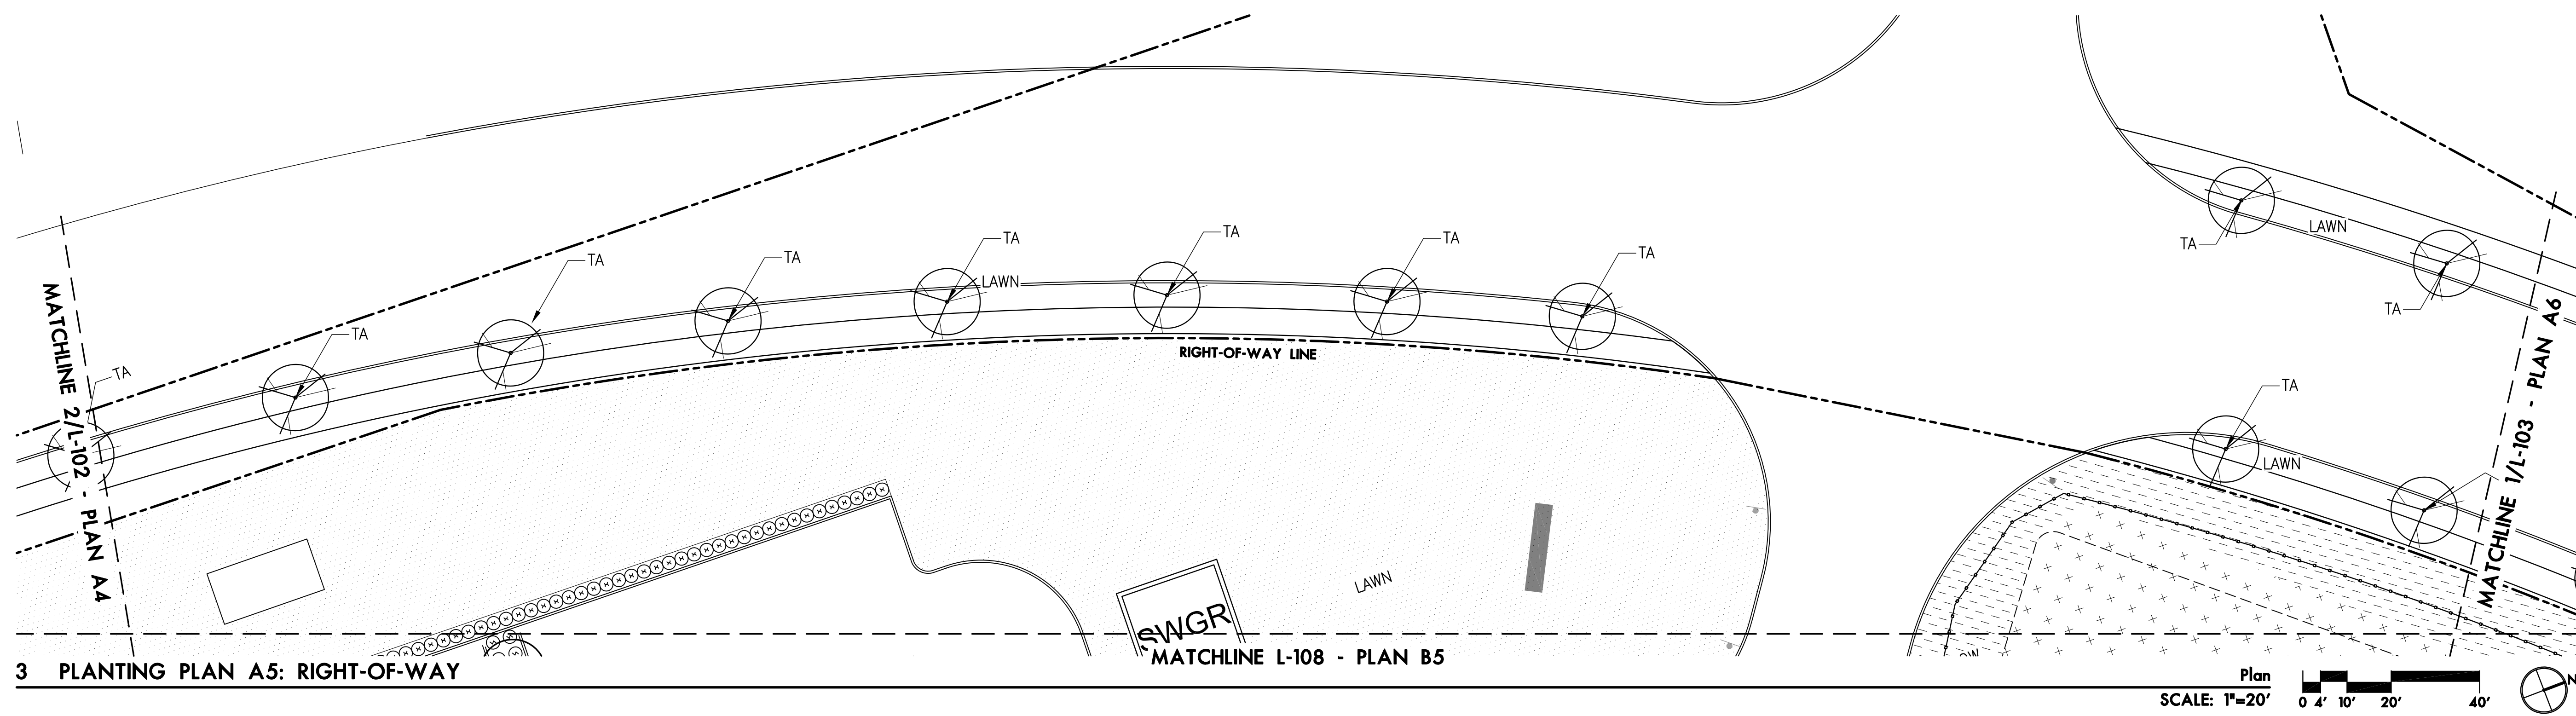 TA
TA
TA
TA
TA
TA
TA
TA
TA
TA
TA
LAWN
LAWN
LAWN
LAWN
RIGHT-OF-WAY LINE
MATCHLINE 2/L-102 - PLAN A4
MATCHLINE 1/L-103 - PLAN A6
SWGR
MATCHLINE L-108 - PLAN B5
3 PLANTING PLAN A5: RIGHT-OF-WAY
Plan
SCALE: 1"=20'
0 4' 10' 20' 40'
N